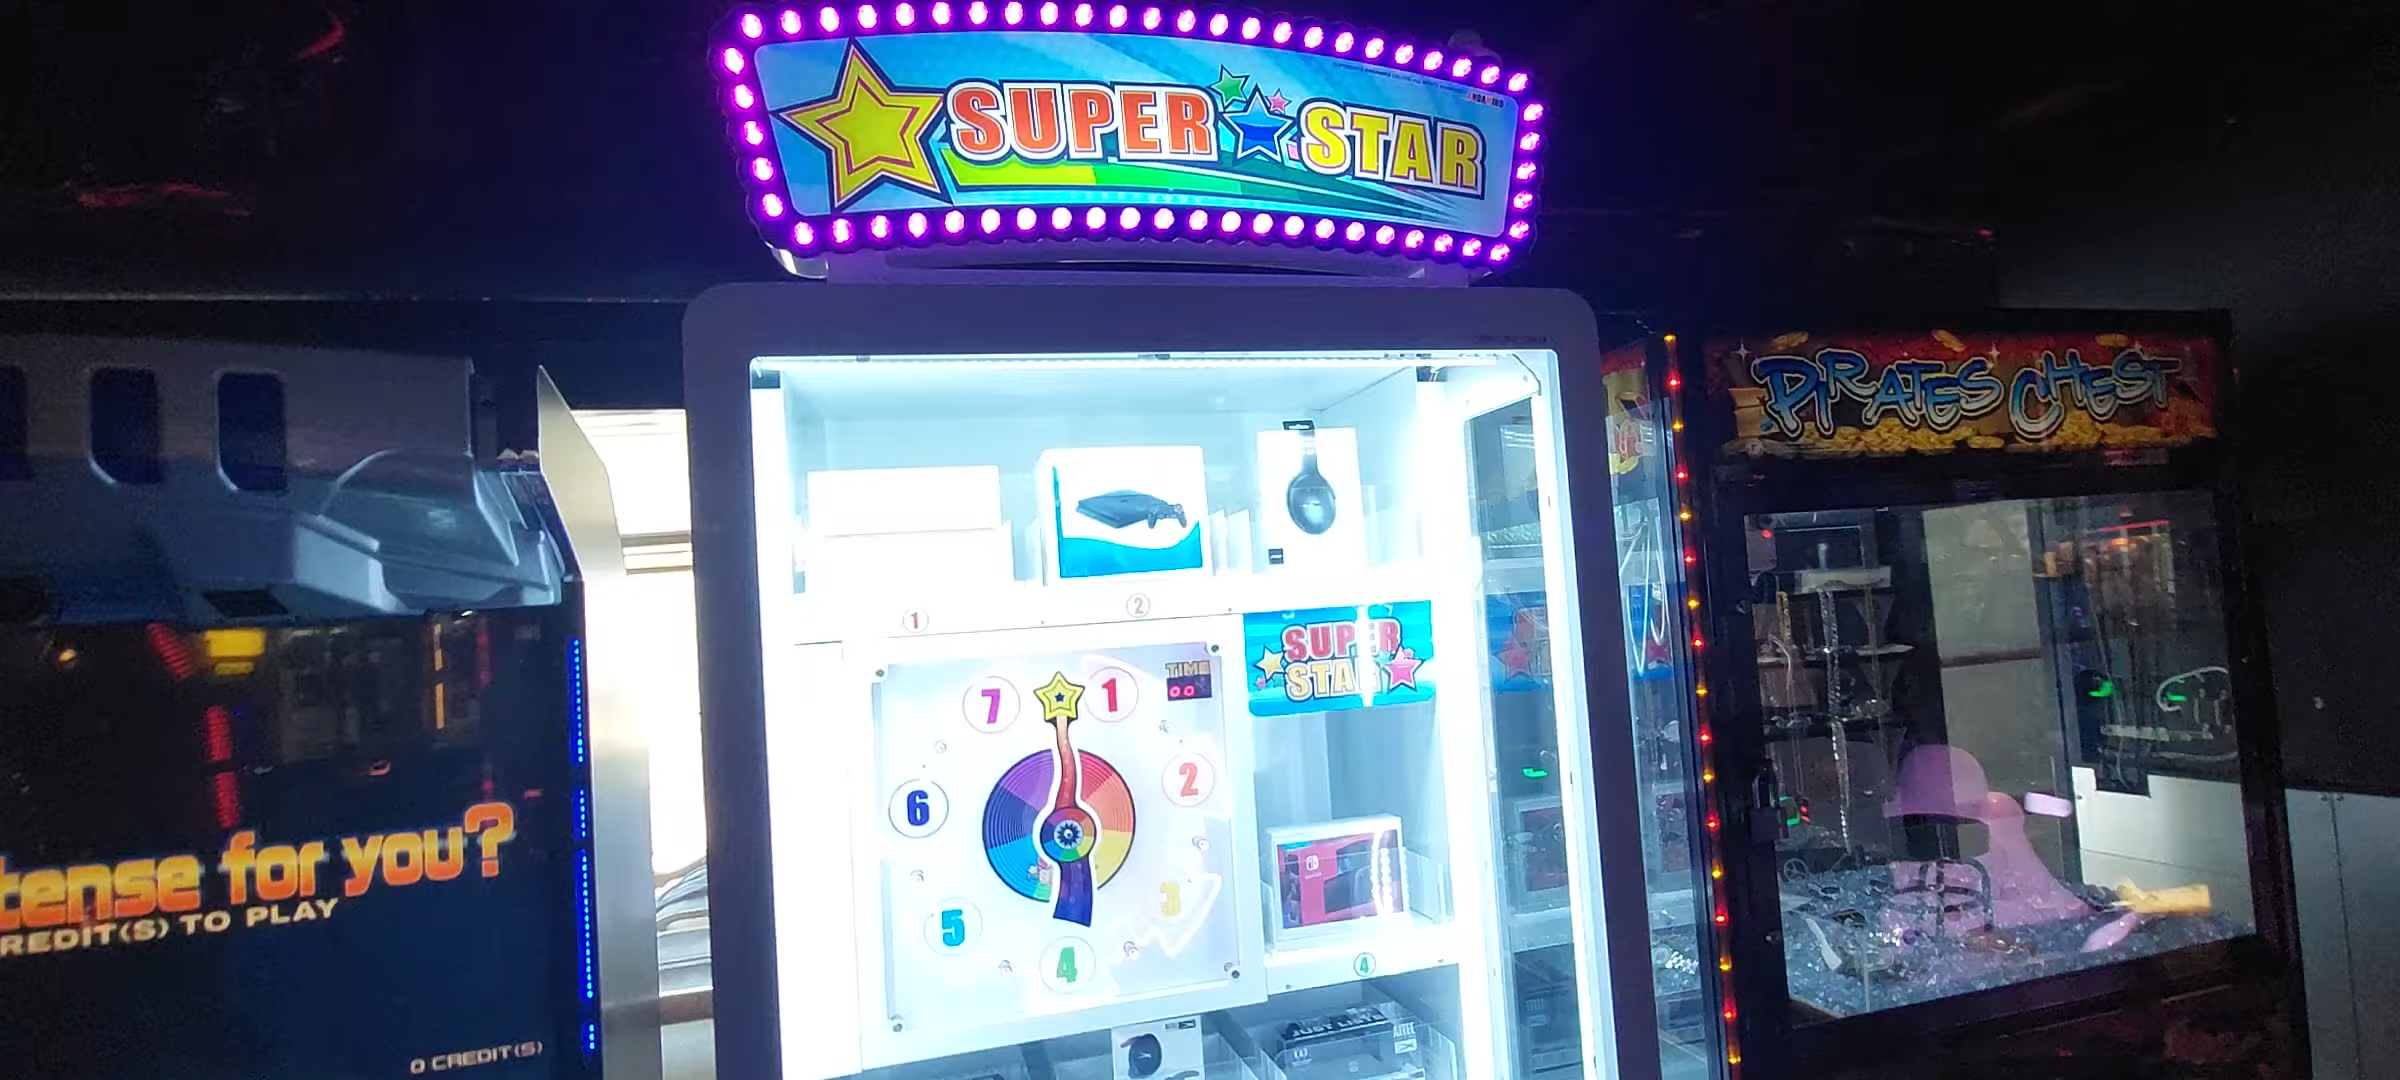 SUPER STAR
ANDAMIRO
PIRATES CHEST
1
2
SUPER
STAR
TIME
00
7
1
6
2
5
3
4
4
tense for you?
REDIT(S) TO PLAY
0 CREDIT(S)